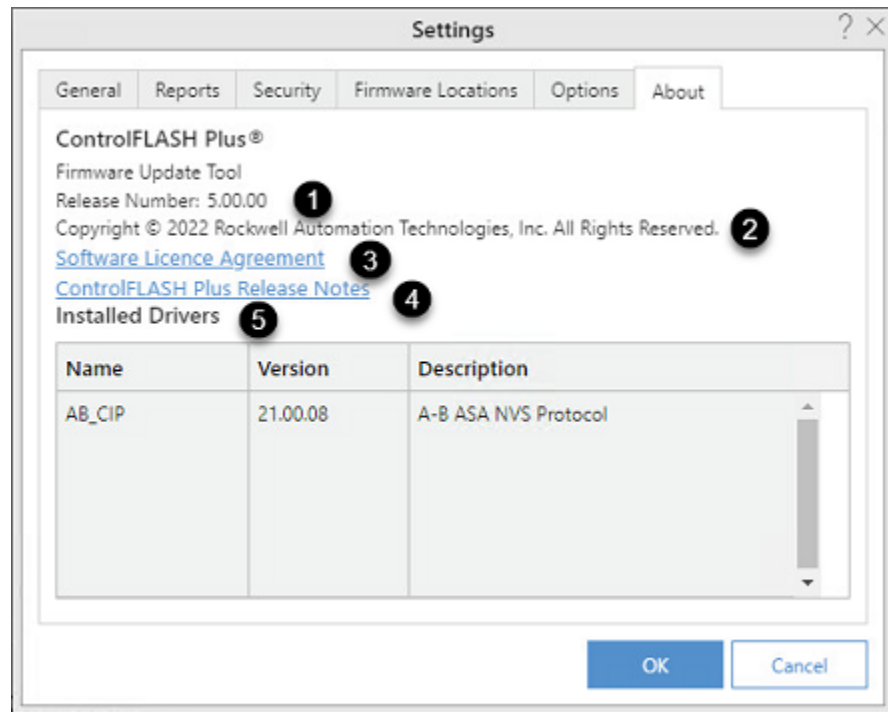 Settings ? ×
General Reports Security Firmware Locations Options About
ControlFLASH Plus®
Firmware Update Tool
Release Number: 5.00.00 1
Copyright © 2022 Rockwell Automation Technologies, Inc. All Rights Reserved. 2
Software Licence Agreement 3
ControlFLASH Plus Release Notes 4
Installed Drivers 5
Name Version Description
AB_CIP 21.00.08 A-B ASA NVS Protocol
OK Cancel